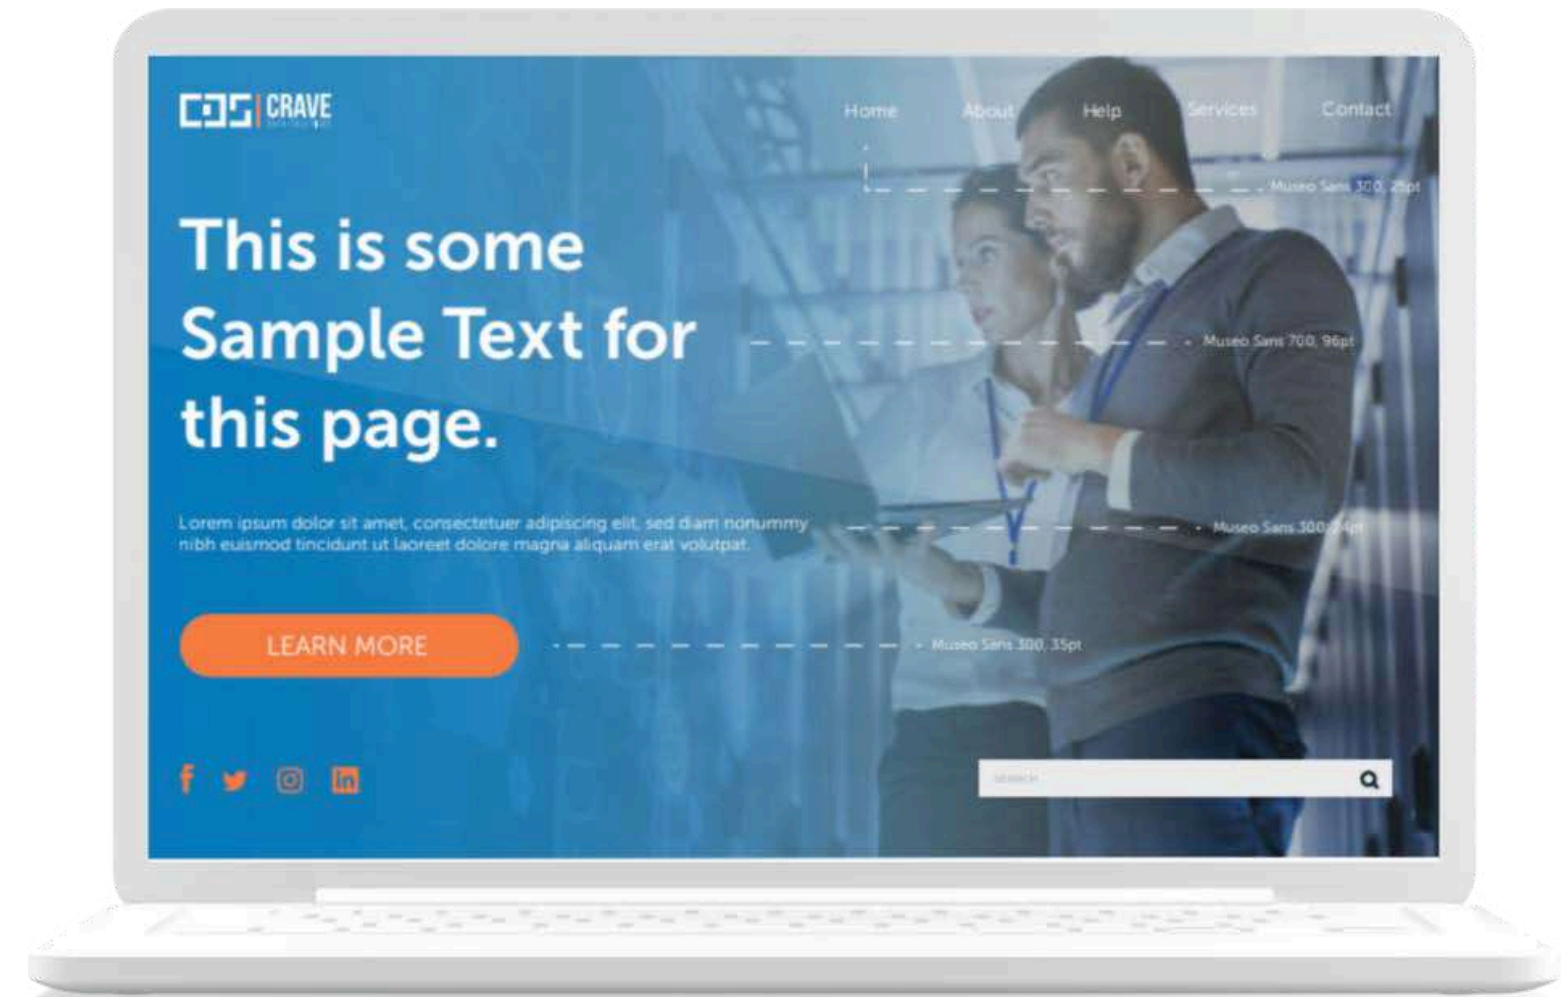 CRAVE
Home About Help Services Contact
Museo Sans 300, 25pt
This is some
Sample Text for
this page.
Museo Sans 700, 96pt
Lorem ipsum dolor sit amet, consectetuer adipiscing elit, sed diam nonummy
nibh euismod tincidunt ut laoreet dolore magna aliquam erat volutpat.
Museo Sans 300, 24pt
LEARN MORE
Museo Sans 300, 35pt
f in
SEARCH